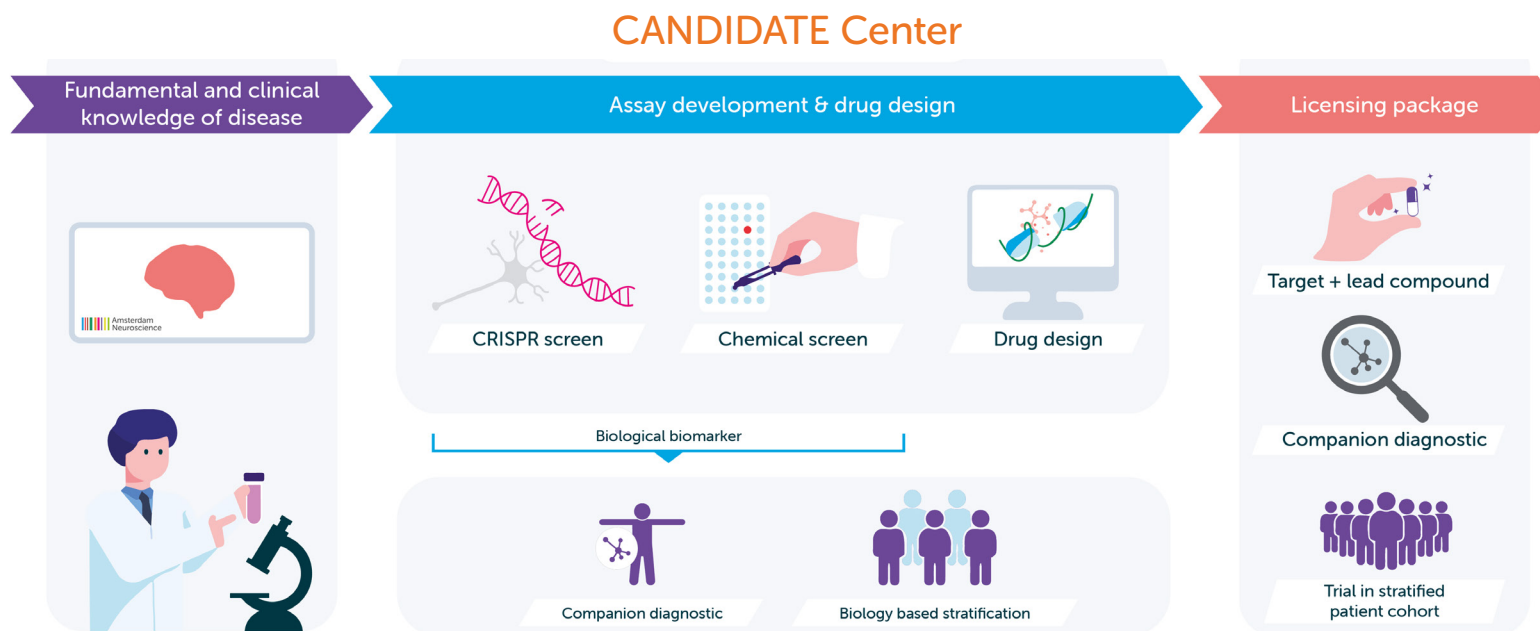 CANDIDATE Center
Fundamental and clinical
knowledge of disease
Assay development & drug design
Licensing package
Amsterdam
Neuroscience
CRISPR screen
Chemical screen
Drug design
Biological biomarker
Companion diagnostic
Biology based stratification
Target + lead compound
Companion diagnostic
Trial in stratified
patient cohort